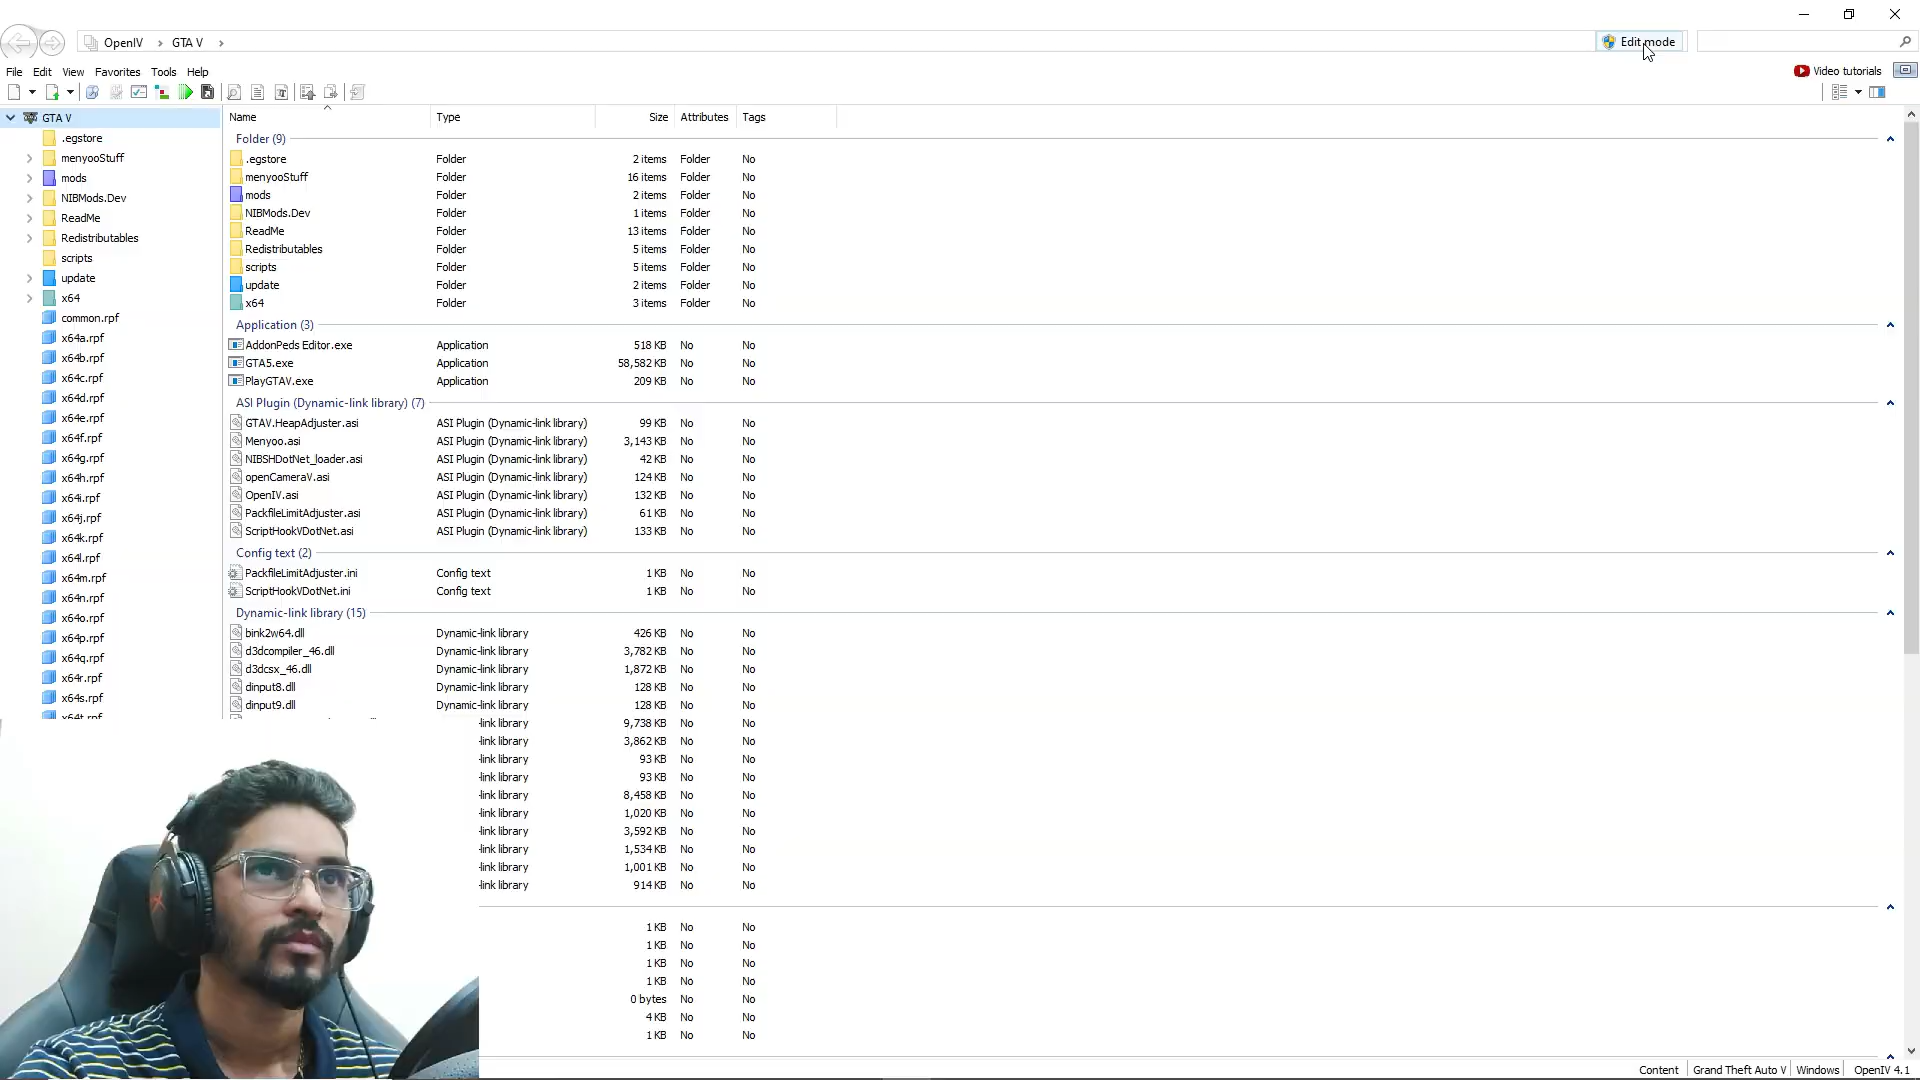 OpenIV > GTA V > Edit mode
File Edit View Favorites Tools Help Video tutorials
GTA V
.egstore
menyooStuff
mods
NIBMods.Dev
ReadMe
Redistributables
scripts
update
x64
common.rpf
x64a.rpf
x64b.rpf
x64c.rpf
x64d.rpf
x64e.rpf
x64f.rpf
x64g.rpf
x64h.rpf
x64i.rpf
x64j.rpf
x64k.rpf
x64l.rpf
x64m.rpf
x64n.rpf
x64o.rpf
x64p.rpf
x64q.rpf
x64r.rpf
x64s.rpf
x64t.rpf
Name Type Size Attributes Tags
Folder (9)
.egstore Folder 2 items Folder No
menyooStuff Folder 16 items Folder No
mods Folder 2 items Folder No
NIBMods.Dev Folder 1 items Folder No
ReadMe Folder 13 items Folder No
Redistributables Folder 5 items Folder No
scripts Folder 5 items Folder No
update Folder 2 items Folder No
x64 Folder 3 items Folder No
Application (3)
AddonPeds Editor.exe Application 518 KB No No
GTA5.exe Application 58,582 KB No No
PlayGTAV.exe Application 209 KB No No
ASI Plugin (Dynamic-link library) (7)
GTAV.HeapAdjuster.asi ASI Plugin (Dynamic-link library) 99 KB No No
Menyoo.asi ASI Plugin (Dynamic-link library) 3,143 KB No No
NIBSHDotNet_loader.asi ASI Plugin (Dynamic-link library) 42 KB No No
openCameraV.asi ASI Plugin (Dynamic-link library) 124 KB No No
OpenIV.asi ASI Plugin (Dynamic-link library) 132 KB No No
PackfileLimitAdjuster.asi ASI Plugin (Dynamic-link library) 61 KB No No
ScriptHookVDotNet.asi ASI Plugin (Dynamic-link library) 133 KB No No
Config text (2)
PackfileLimitAdjuster.ini Config text 1 KB No No
ScriptHookVDotNet.ini Config text 1 KB No No
Dynamic-link library (15)
bink2w64.dll Dynamic-link library 426 KB No No
d3dcompiler_46.dll Dynamic-link library 3,782 KB No No
d3dcsx_46.dll Dynamic-link library 1,872 KB No No
dinput8.dll Dynamic-link library 128 KB No No
dinput9.dll Dynamic-link library 128 KB No No
-link library 9,738 KB No No
-link library 3,862 KB No No
-link library 93 KB No No
-link library 93 KB No No
-link library 8,458 KB No No
-link library 1,020 KB No No
-link library 3,592 KB No No
-link library 1,534 KB No No
-link library 1,001 KB No No
-link library 914 KB No No
1 KB No No
1 KB No No
1 KB No No
1 KB No No
0 bytes No No
4 KB No No
1 KB No No
Content Grand Theft Auto V Windows OpenIV 4.1